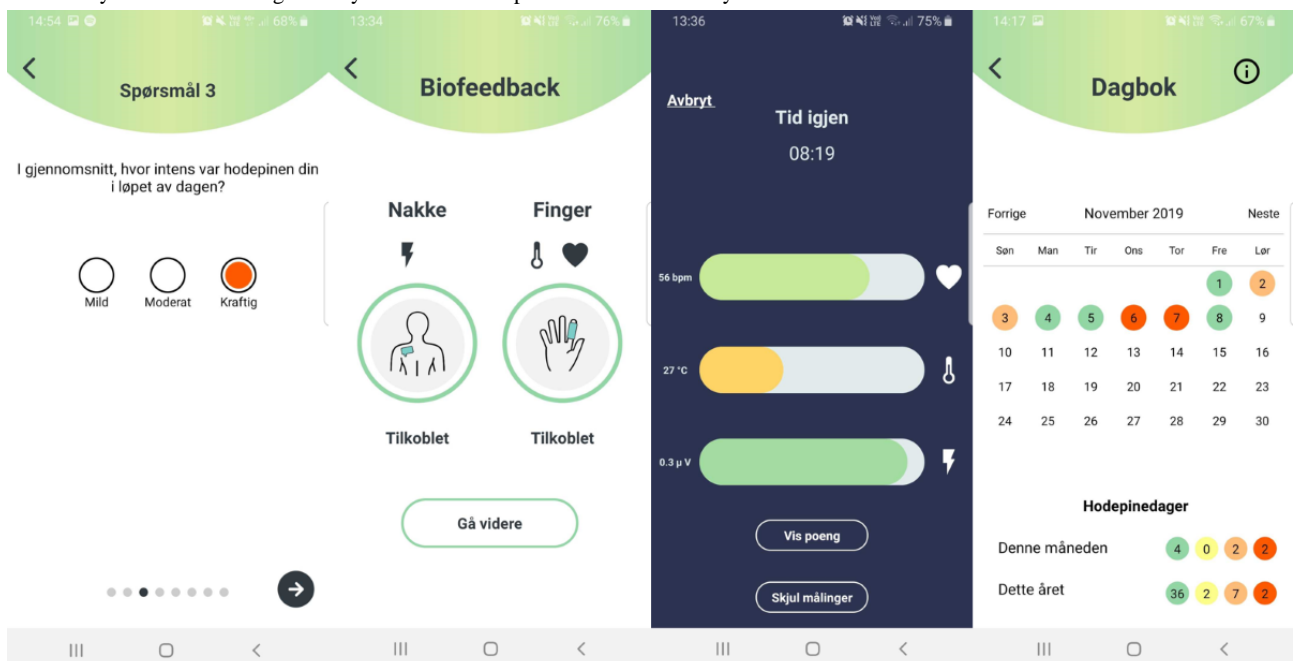 14:54
68%
Spørsmål 3
I gjennomsnitt, hvor intens var hodepinen din
i løpet av dagen?
Mild Moderat Kraftig
13:34
76%
Biofeedback
Nakke Finger
Tilkoblet Tilkoblet
Gå videre
13:36
75%
Avbryt
Tid igjen
08:19
56 bpm
27 °C
0.3 µ V
Vis poeng
Skjul målinger
14:17
67%
Dagbok
Forrige November 2019 Neste
Søn Man Tir Ons Tor Fre Lør
1 2
3 4 5 6 7 8 9
10 11 12 13 14 15 16
17 18 19 20 21 22 23
24 25 26 27 28 29 30
Hodepinedager
Denne måneden 4 0 2 2
Dette året 36 2 7 2